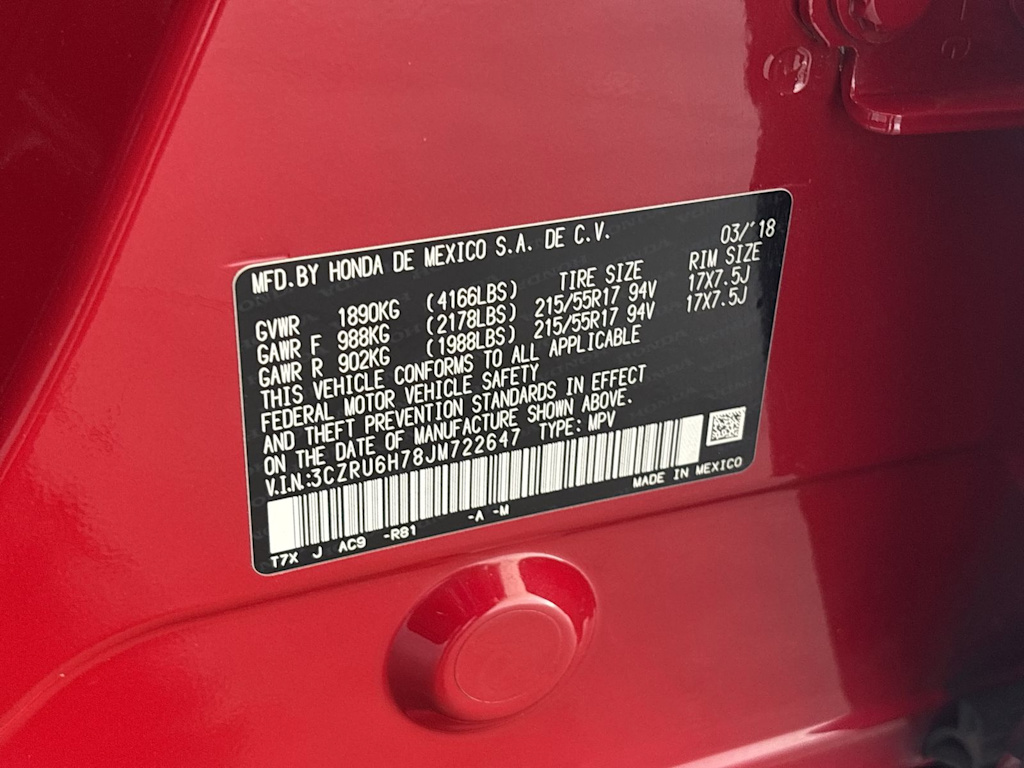 MFD.BY HONDA DE MEXICO S.A. DE C.V. 03/'18
TIRE SIZE RIM SIZE
GVWR 1890KG (4166LBS)
GAWR F 988KG (2178LBS) 215/55R17 94V 17X7.5J
GAWR R 902KG (1988LBS) 215/55R17 94V 17X7.5J
THIS VEHICLE CONFORMS TO ALL APPLICABLE
FEDERAL MOTOR VEHICLE SAFETY
AND THEFT PREVENTION STANDARDS IN EFFECT
ON THE DATE OF MANUFACTURE SHOWN ABOVE.
V.I.N:3CZRU6H78JM722647 TYPE: MPV
MADE IN MEXICO
T7X J AC9 -R81 -A -M